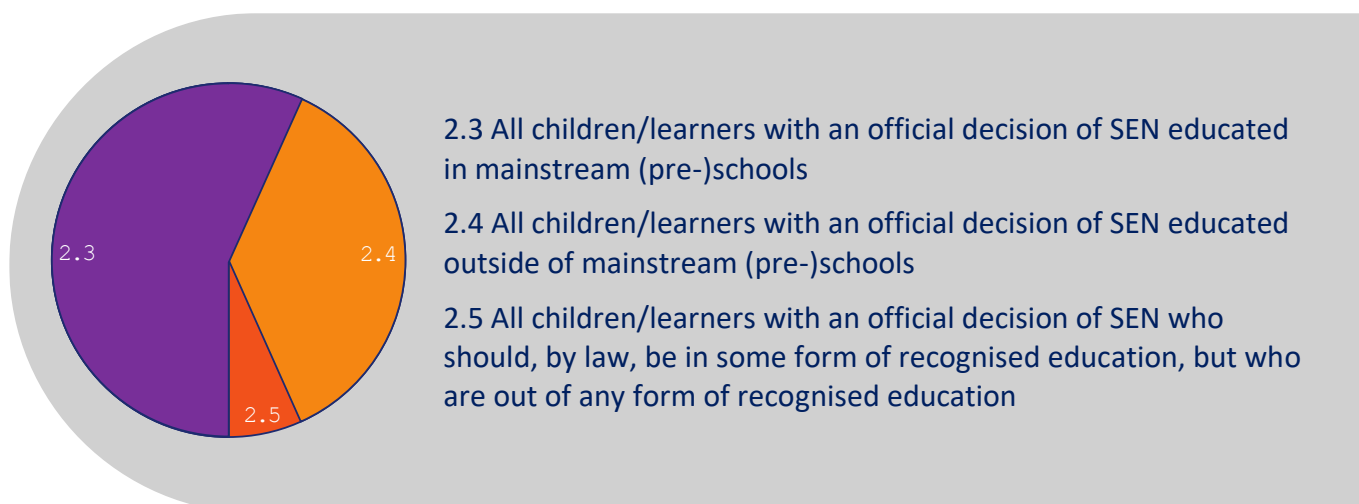 2.3
2.4
2.5
2.3 All children/learners with an official decision of SEN educated
in mainstream (pre-)schools
2.4 All children/learners with an official decision of SEN educated
outside of mainstream (pre-)schools
2.5 All children/learners with an official decision of SEN who
should, by law, be in some form of recognised education, but who
are out of any form of recognised education